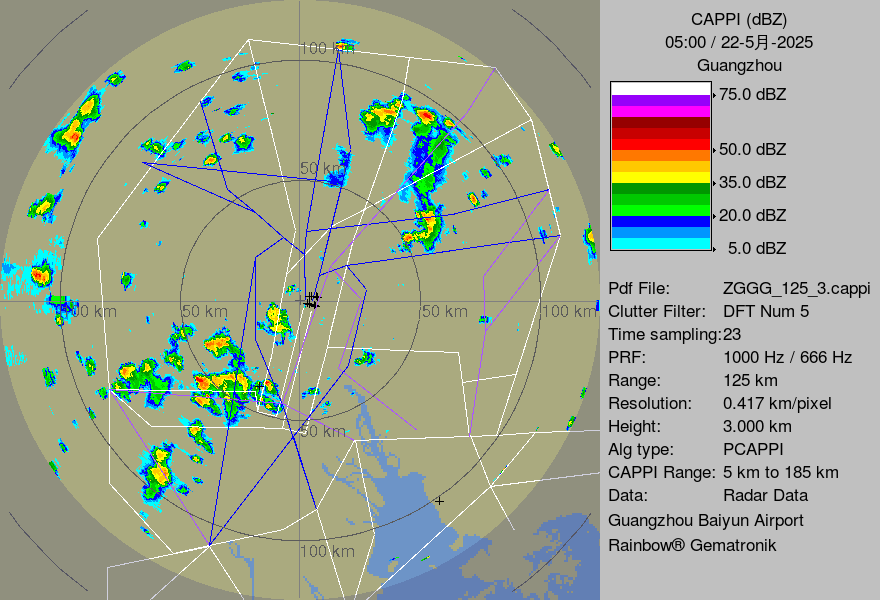 CAPPI (dBZ)
05:00 / 22-5月-2025
Guangzhou
75.0 dBZ
50.0 dBZ
35.0 dBZ
20.0 dBZ
5.0 dBZ
Pdf File: ZGGG_125_3.cappi
Clutter Filter: DFT Num 5
Time sampling:23
PRF: 1000 Hz / 666 Hz
Range: 125 km
Resolution: 0.417 km/pixel
Height: 3.000 km
Alg type: PCAPPI
CAPPI Range: 5 km to 185 km
Data: Radar Data
Guangzhou Baiyun Airport
Rainbow® Gematronik
100 km
50 km
100 km
50 km
50 km
100 km
50 km
100 km